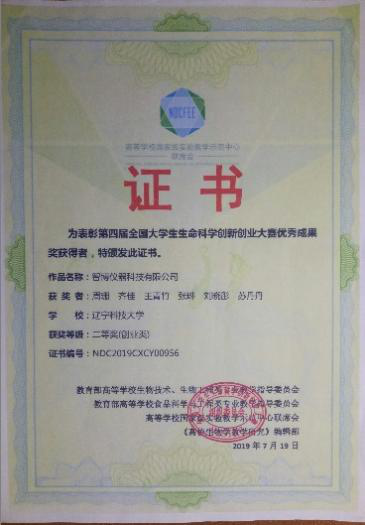 NDCFEE
高等学校国家级实验教学示范中心
联席会
证书
为表彰第四届全国大学生生命科学创新创业大赛优秀成果
奖获得者，特颁发此证书。
作品名称：智博仪器科技有限公司
获奖者：周珊 齐佳 王青竹 张峰 刘晓彤 苏丹丹
学校：辽宁科技大学
获奖等级：二等奖(创业类)
证书编号：NDC2019CXCY00956
教育部高等学校生物技术、生物工程类专业教学指导委员会
教育部高等学校食品科学与工程类专业教学指导委员会
高等学校国家级实验教学示范中心联席会
《高校生物学教学研究》编辑部
2019年7月19日